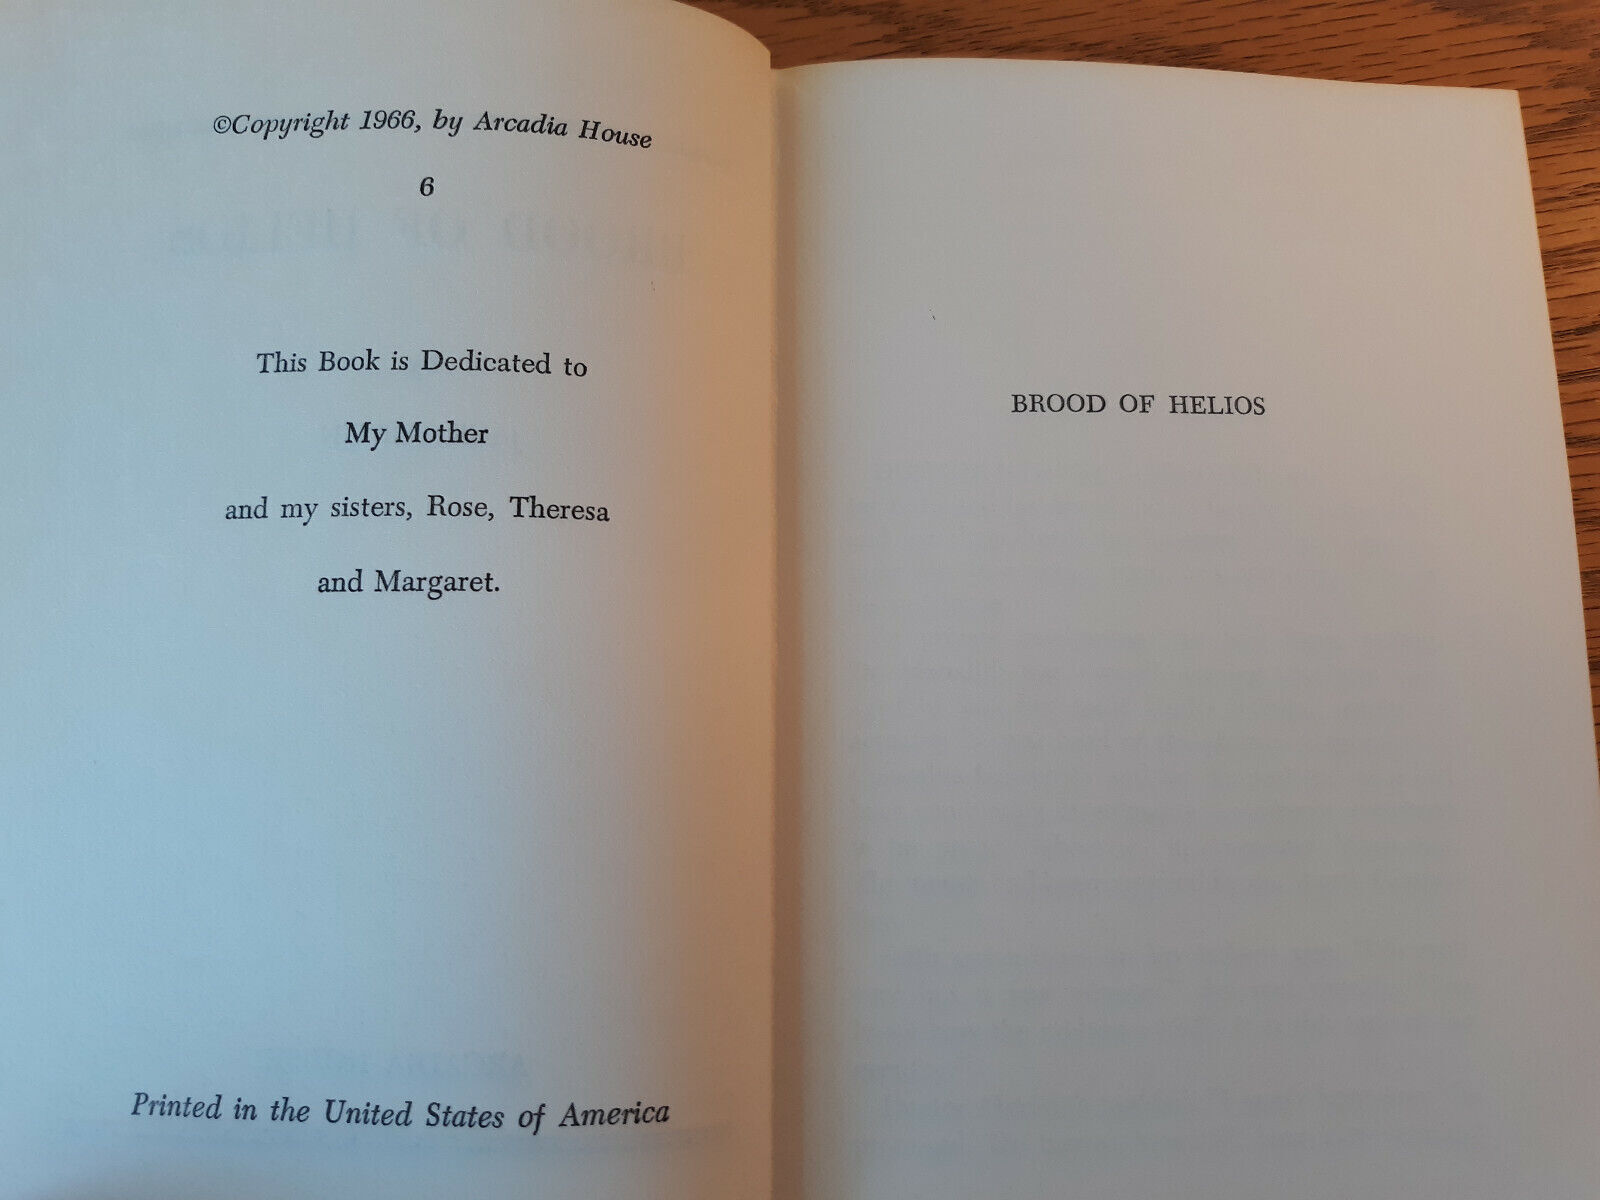 ©Copyright 1966, by Arcadia House
6
This Book is Dedicated to
My Mother
and my sisters, Rose, Theresa
and Margaret.
Printed in the United States of America
BROOD OF HELIOS